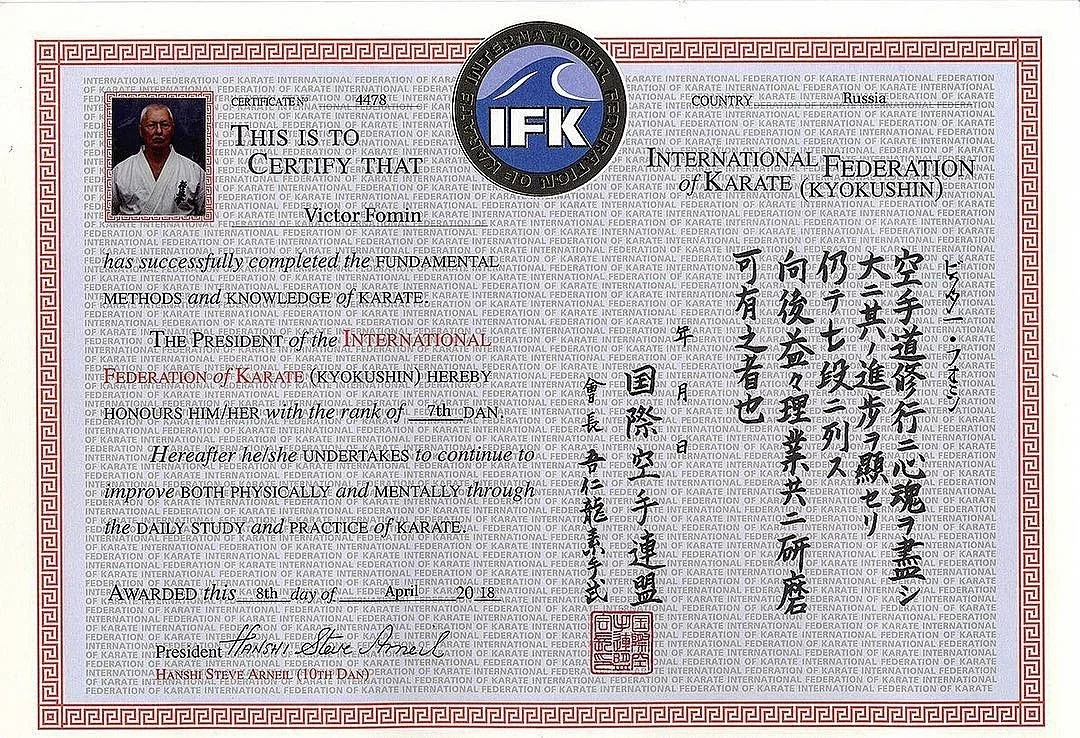 INTERNATIONAL FEDERATION OF KARATE
IFK
CERTIFICATE Nº 4478
COUNTRY Russia
THIS IS TO
CERTIFY THAT
Victor Fomin
has successfully completed the FUNDAMENTAL
METHODS and KNOWLEDGE of KARATE.
THE PRESIDENT of the INTERNATIONAL
FEDERATION of KARATE (KYOKUSHIN) HEREBY
HONOURS HIM/HER with the rank of 7th DAN.
Hereafter he/she UNDERTAKES to continue to
improve BOTH PHYSICALLY and MENTALLY through
the DAILY STUDY and PRACTICE of KARATE.
AWARDED this 8th day of April 2018
President Hanshi Steve Arneil
HANSHI STEVE ARNEIL (10TH DAN)
INTERNATIONAL FEDERATION
of KARATE (KYOKUSHIN)
ビクター・フォミン
空手道修行ニ心魂ヲ盡シ
大ニ其ノ進歩ヲ顯セリ
仍テ七段ニ列ス
向後益々理業共ニ研磨
可有之者也
年月日
国際空手連盟
會長